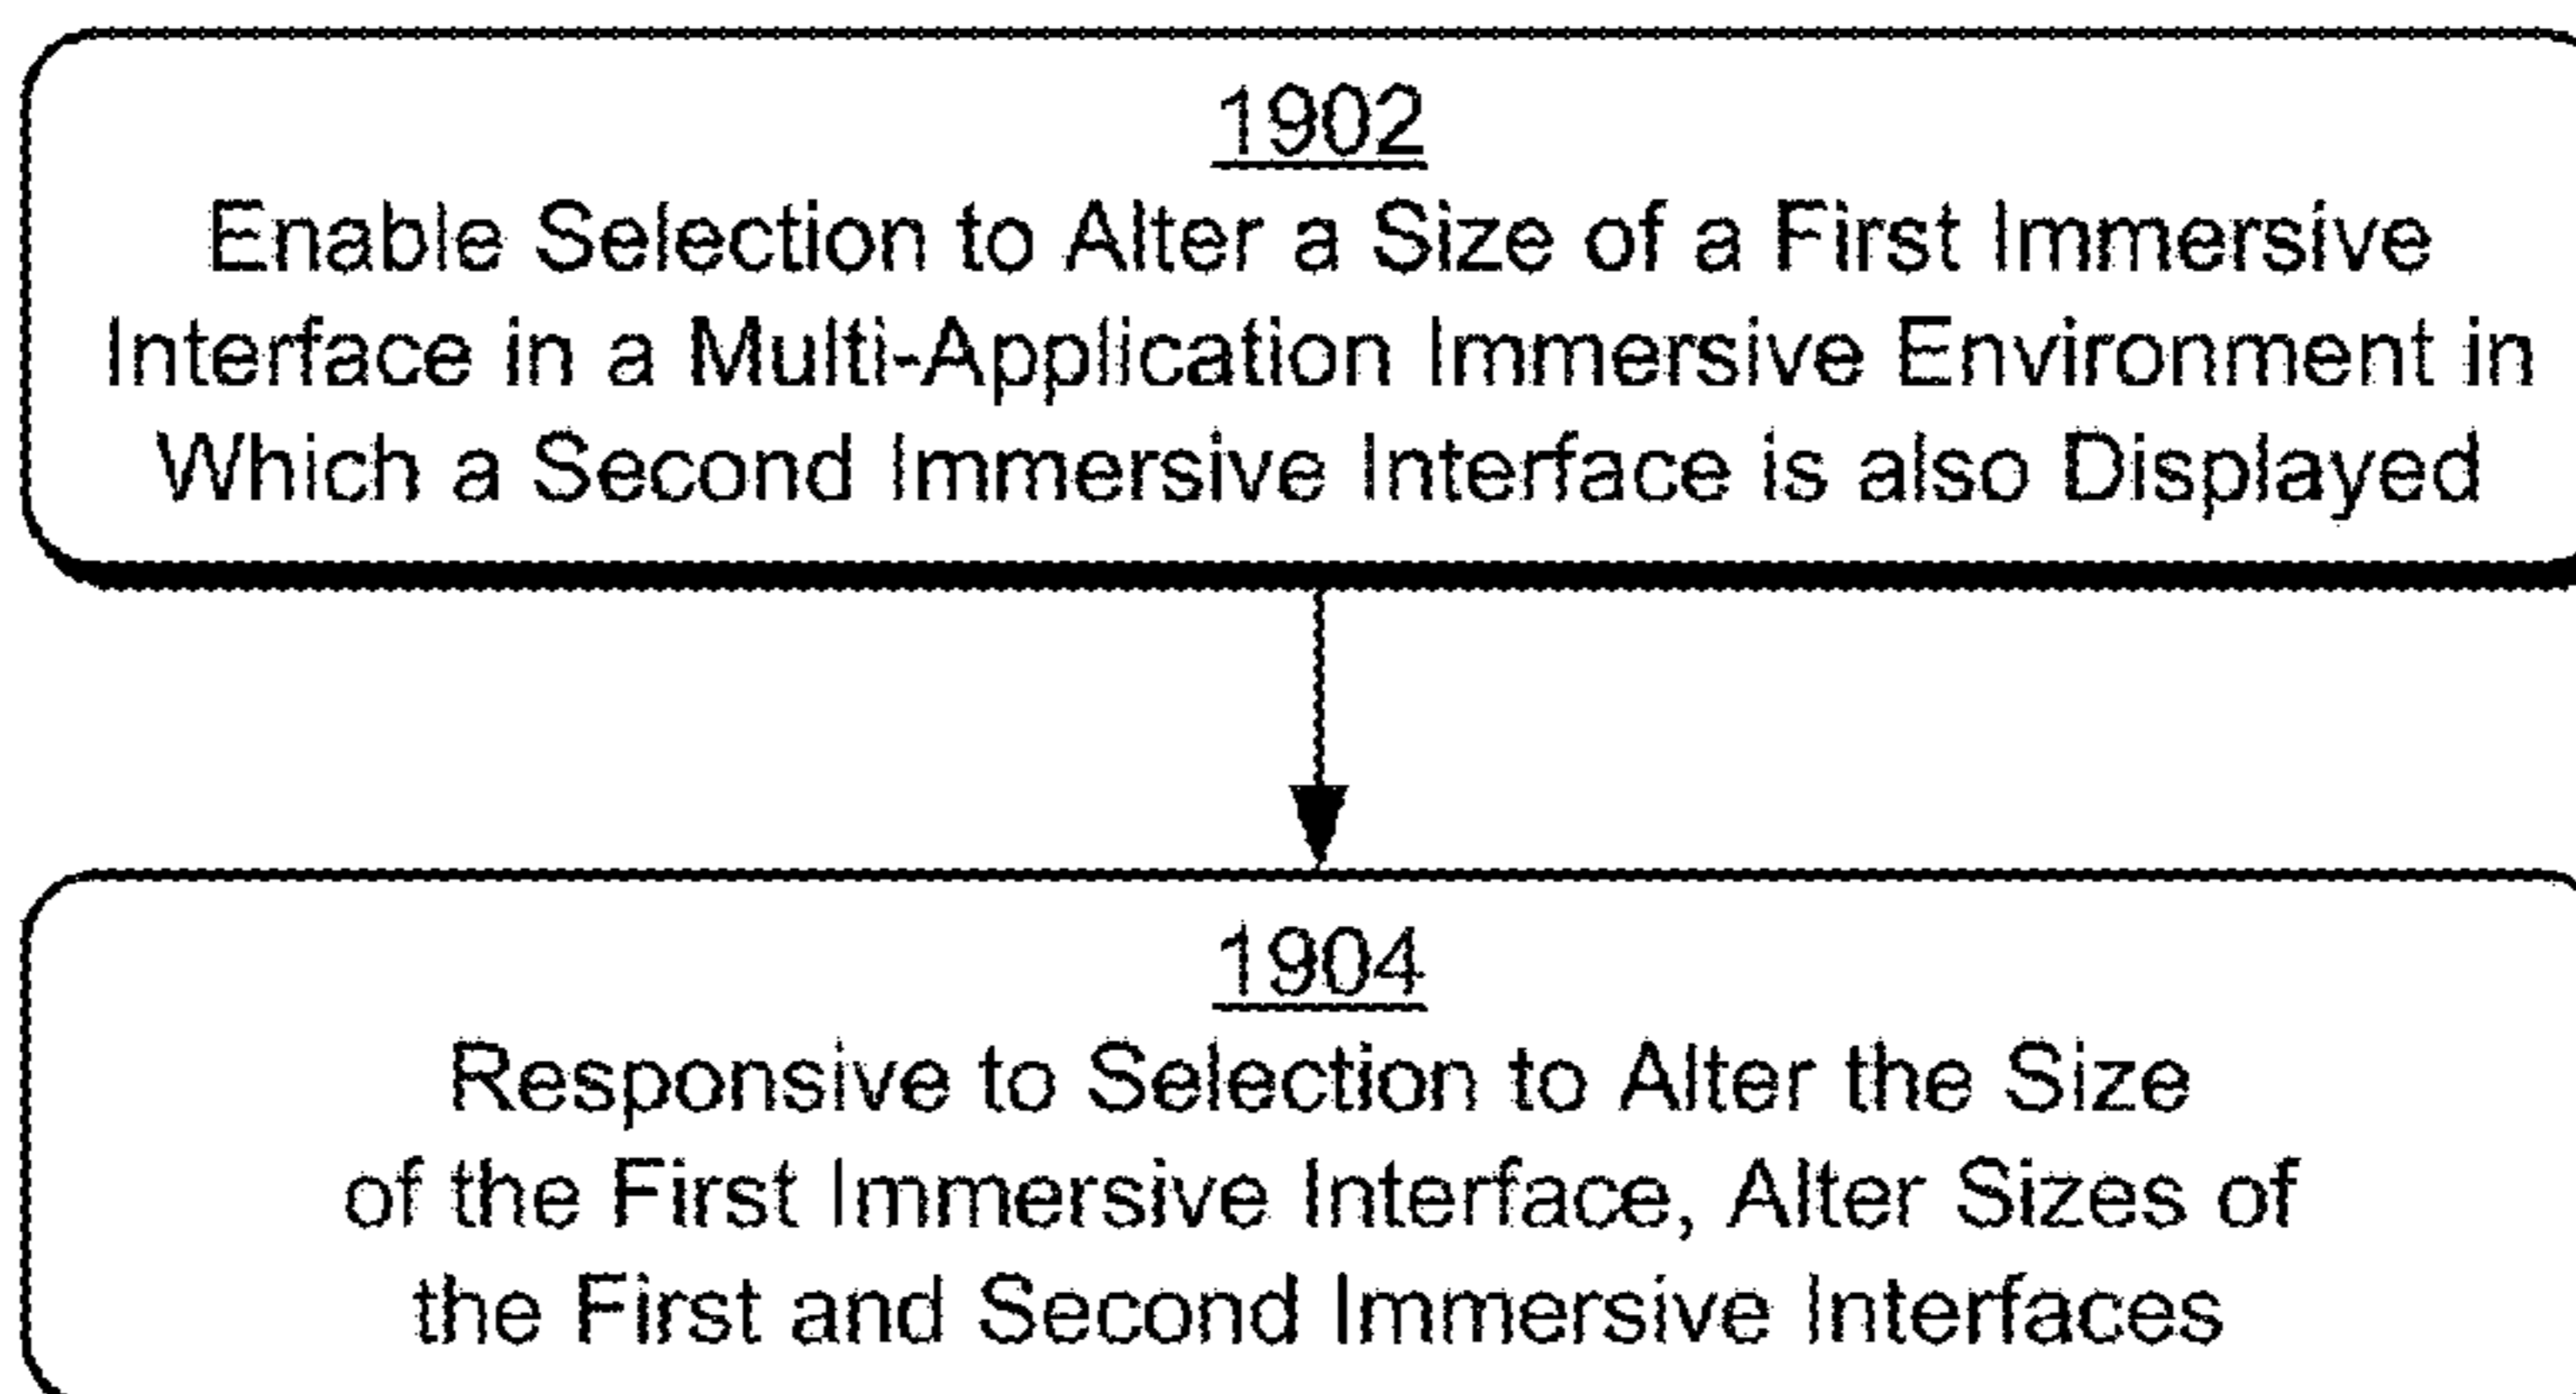 1902
Enable Selection to Alter a Size of a First Immersive
Interface in a Multi-Application Immersive Environment in
Which a Second Immersive Interface is also Displayed
1904
Responsive to Selection to Alter the Size
of the First Immersive Interface, Alter Sizes of
the First and Second Immersive Interfaces